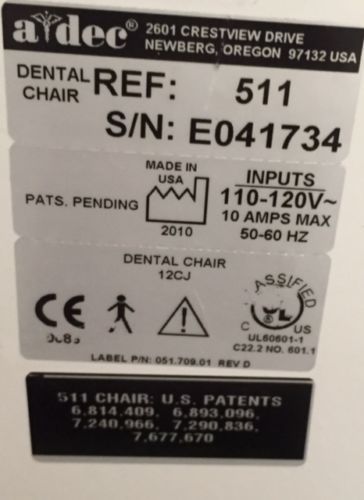 a-dec® 2601 CRESTVIEW DRIVE
NEWBERG, OREGON 97132 USA
DENTAL CHAIR REF: 511
S/N: E041734
MADE IN USA
PATS. PENDING
2010
INPUTS
110-120V~
10 AMPS MAX
50-60 HZ
DENTAL CHAIR
12CJ
CE
CLASSIFIED
C UL US
UL60601-1
C22.2 NO. 601.1
LABEL P/N: 051.709.01 REV D
511 CHAIR: U.S. PATENTS
6,814,409, 6,893,096,
7,240,966, 7,290,836,
7,677,670